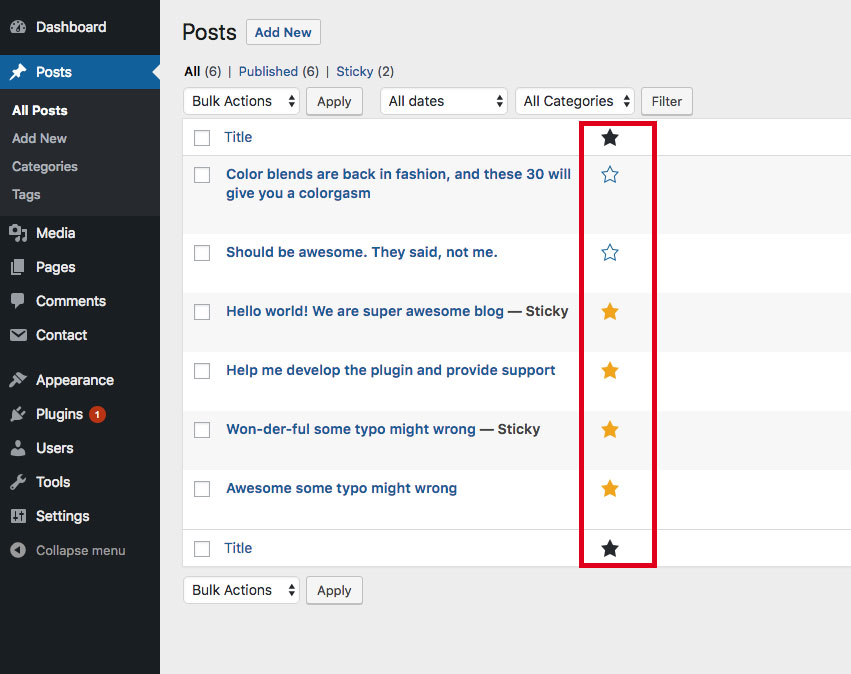 Dashboard
Posts
All Posts
Add New
Categories
Tags
Media
Pages
Comments
Contact
Appearance
Plugins 1
Users
Tools
Settings
Collapse menu
Posts Add New
All (6) | Published (6) | Sticky (2)
Bulk Actions Apply All dates All Categories Filter
Title
Color blends are back in fashion, and these 30 will
give you a colorgasm
Should be awesome. They said, not me.
Hello world! We are super awesome blog — Sticky
Help me develop the plugin and provide support
Won-der-ful some typo might wrong — Sticky
Awesome some typo might wrong
Title
Bulk Actions Apply